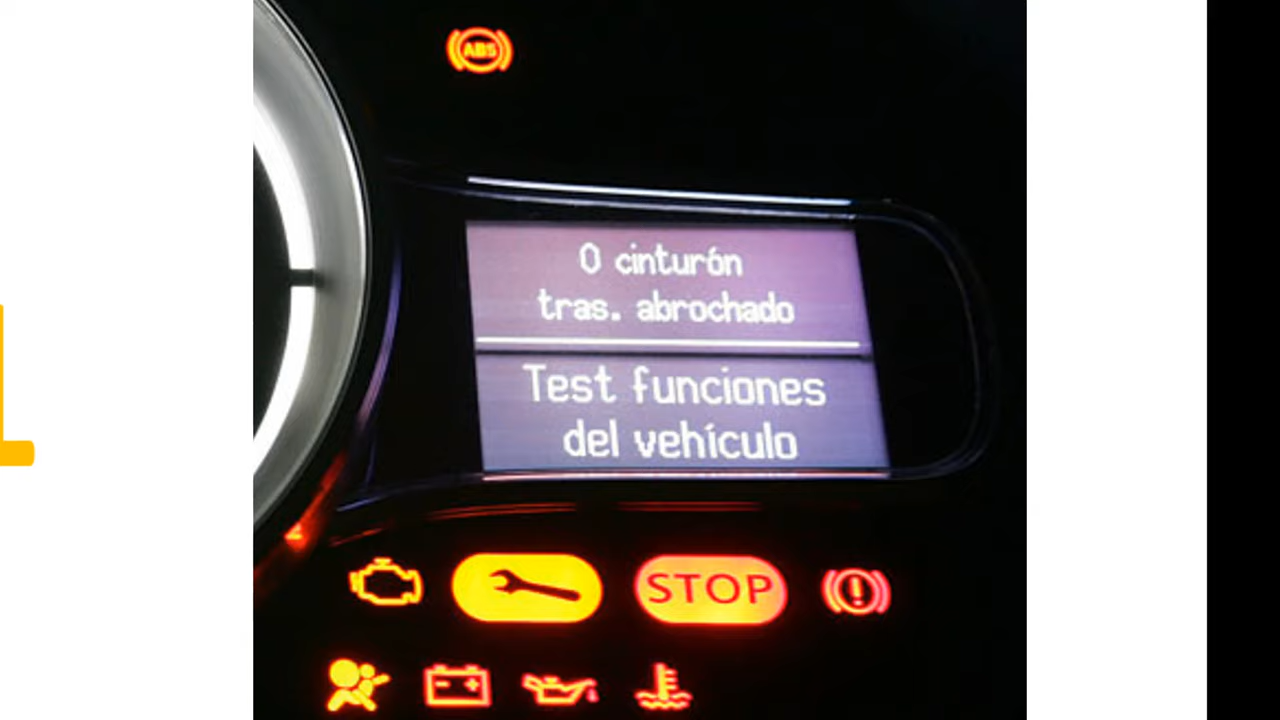 ABS
0 cinturón
tras. abrochado
Test funciones
del vehículo
STOP